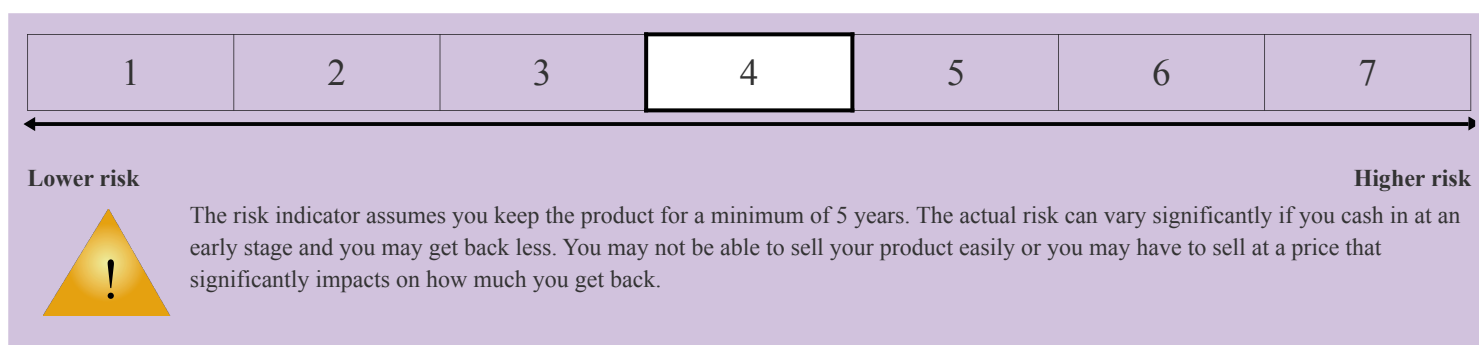 1 2 3 4 5 6 7
Lower risk Higher risk
The risk indicator assumes you keep the product for a minimum of 5 years. The actual risk can vary significantly if you cash in at an
early stage and you may get back less. You may not be able to sell your product easily or you may have to sell at a price that
significantly impacts on how much you get back.
!